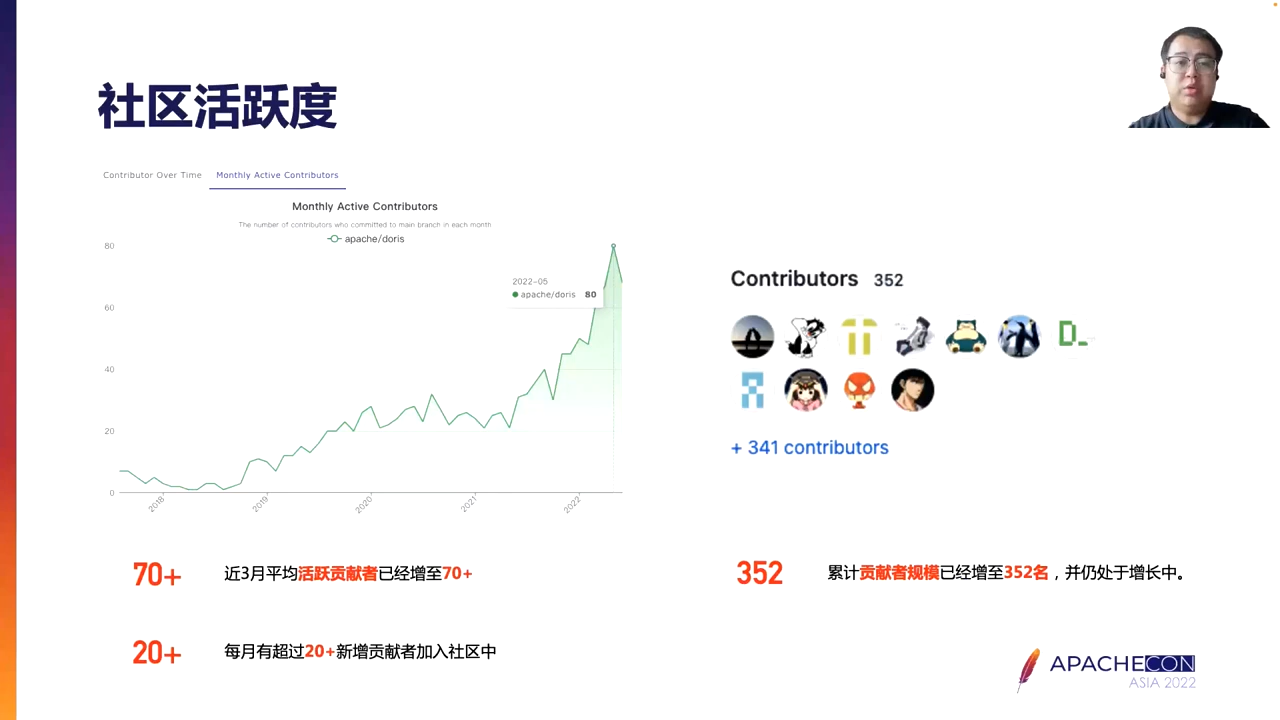 社区活跃度
Contributor Over Time
Monthly Active Contributors
Monthly Active Contributors
The number of contributors who committed to main branch in each month
apache/doris
80
60
40
20
0
2018
2019
2020
2021
2022
2022-05
apache/doris 80
Contributors 352
+ 341 contributors
70+
近3月平均活跃贡献者已经增至70+
20+
每月有超过20+新增贡献者加入社区中
352
累计贡献者规模已经增至352名，并仍处于增长中。
APACHECON
ASIA 2022